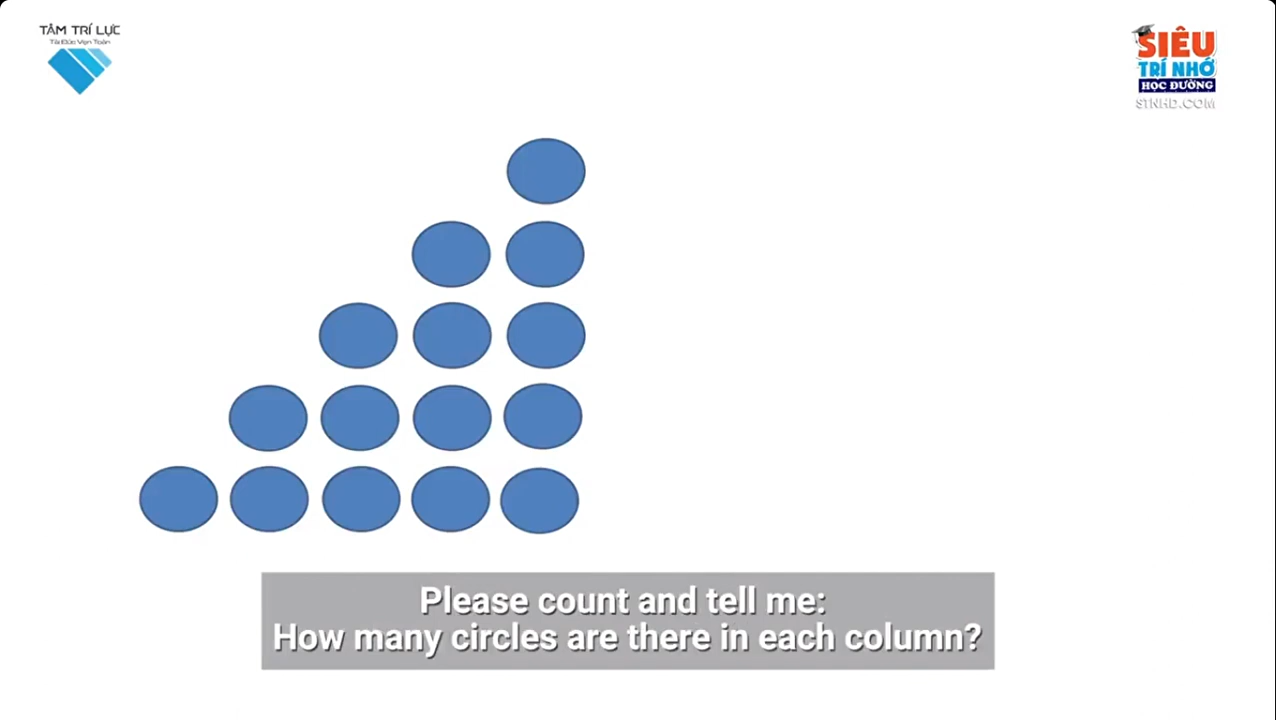 TÂM TRÍ LỰC
Tài Đức Vẹn Toàn
SIÊU
TRÍ NHỚ
HỌC ĐƯỜNG
STNHD.COM
Please count and tell me:
How many circles are there in each column?